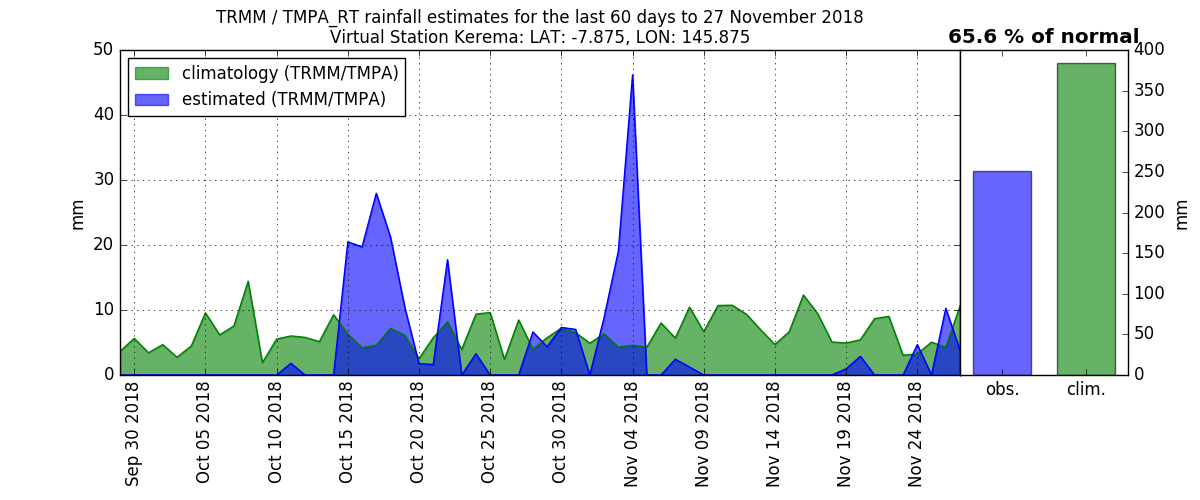 TRMM / TMPA_RT rainfall estimates for the last 60 days to 27 November 2018
Virtual Station Kerema: LAT: -7.875, LON: 145.875
65.6 % of normal
climatology (TRMM/TMPA)
estimated (TRMM/TMPA)
50
40
30
20
10
0
mm
Sep 30 2018
Oct 05 2018
Oct 10 2018
Oct 15 2018
Oct 20 2018
Oct 25 2018
Oct 30 2018
Nov 04 2018
Nov 09 2018
Nov 14 2018
Nov 19 2018
Nov 24 2018
obs.
clim.
400
350
300
250
200
150
100
50
0
mm